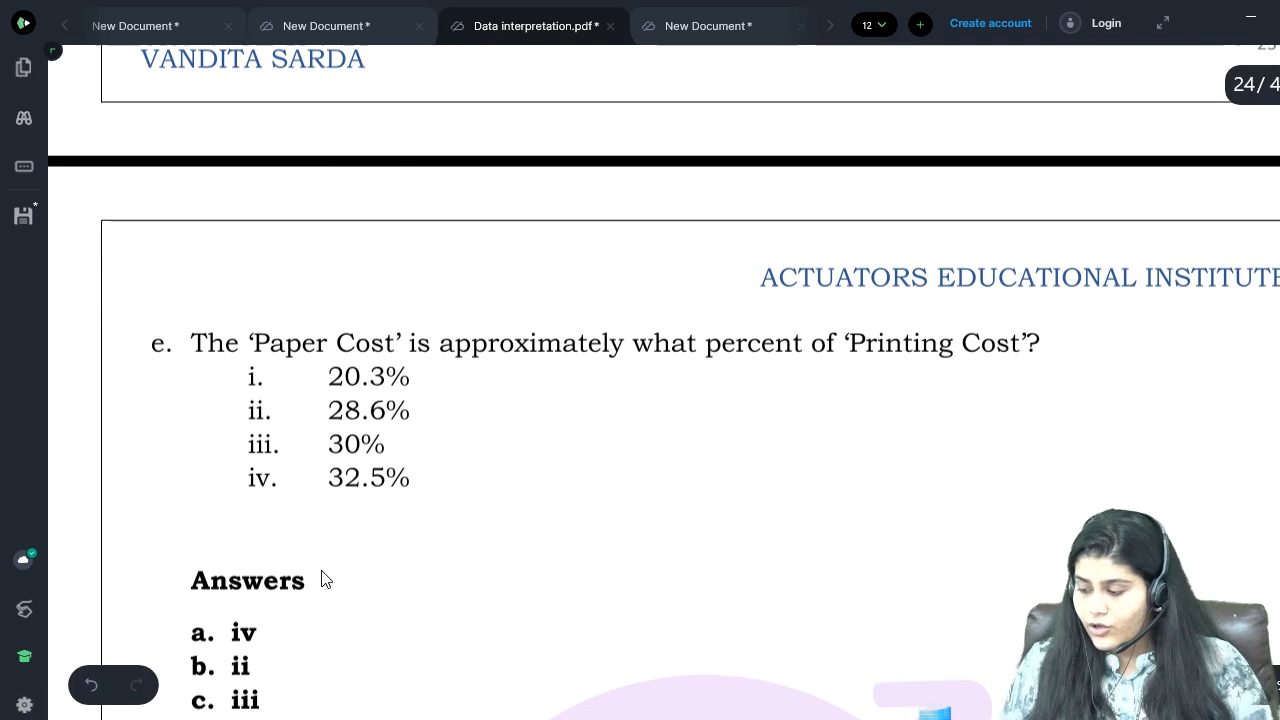 New Document*
New Document*
Data interpretation.pdf*
New Document*
12
Create account
Login
VANDITA SARDA
24/ 4
ACTUATORS EDUCATIONAL INSTITUTE
e. The ‘Paper Cost’ is approximately what percent of ‘Printing Cost’?
i. 20.3%
ii. 28.6%
iii. 30%
iv. 32.5%
Answers
a. iv
b. ii
c. iii